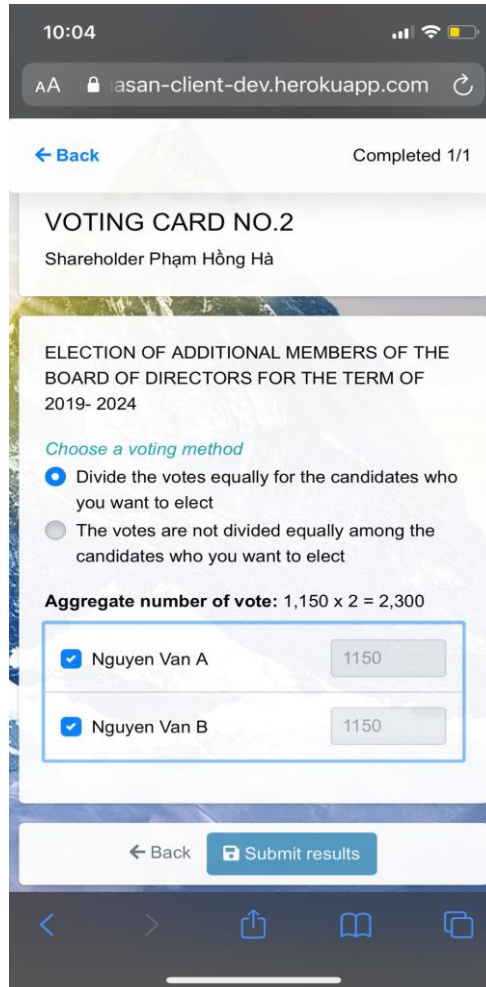 10:04
AA asan-client-dev.herokuapp.com
← Back Completed 1/1
VOTING CARD NO.2
Shareholder Phạm Hồng Hà
ELECTION OF ADDITIONAL MEMBERS OF THE
BOARD OF DIRECTORS FOR THE TERM OF
2019- 2024
Choose a voting method
Divide the votes equally for the candidates who
you want to elect
The votes are not divided equally among the
candidates who you want to elect
Aggregate number of vote: 1,150 x 2 = 2,300
Nguyen Van A 1150
Nguyen Van B 1150
← Back Submit results